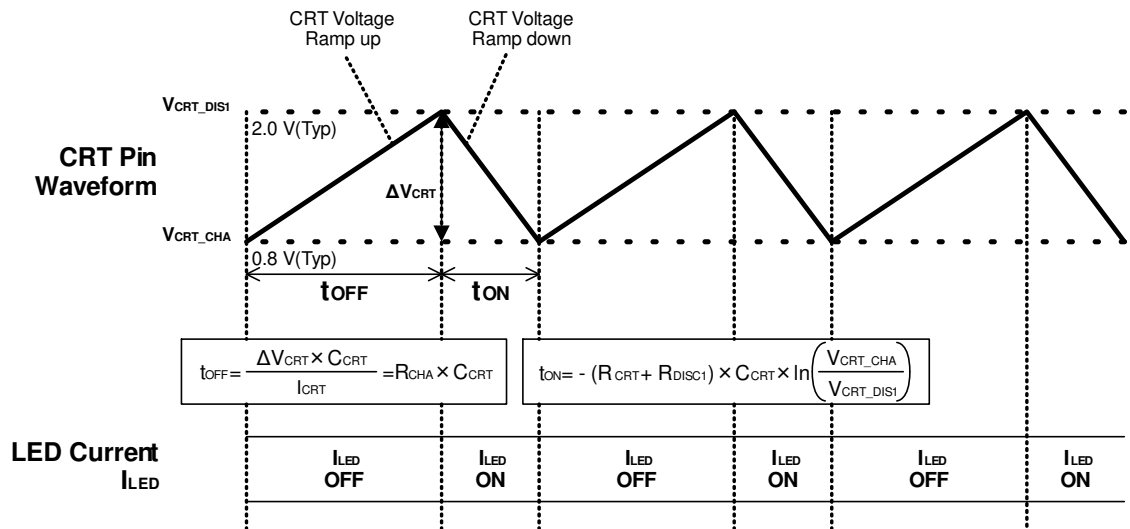 CRT Voltage
Ramp up
CRT Voltage
Ramp down
VCRT_DIS1
2.0 V(Typ)
CRT Pin
Waveform
ΔVCRT
VCRT_CHA
0.8 V(Typ)
tOFF
tON
tOFF= ΔVCRT × CCRT / ICRT =RCHA × CCRT
tON= - (RCRT+ RDISC1) × CCRT × ln(VCRT_CHA / VCRT_DIS1)
LED Current
ILED
ILED
OFF
ILED
ON
ILED
OFF
ILED
ON
ILED
OFF
ILED
ON